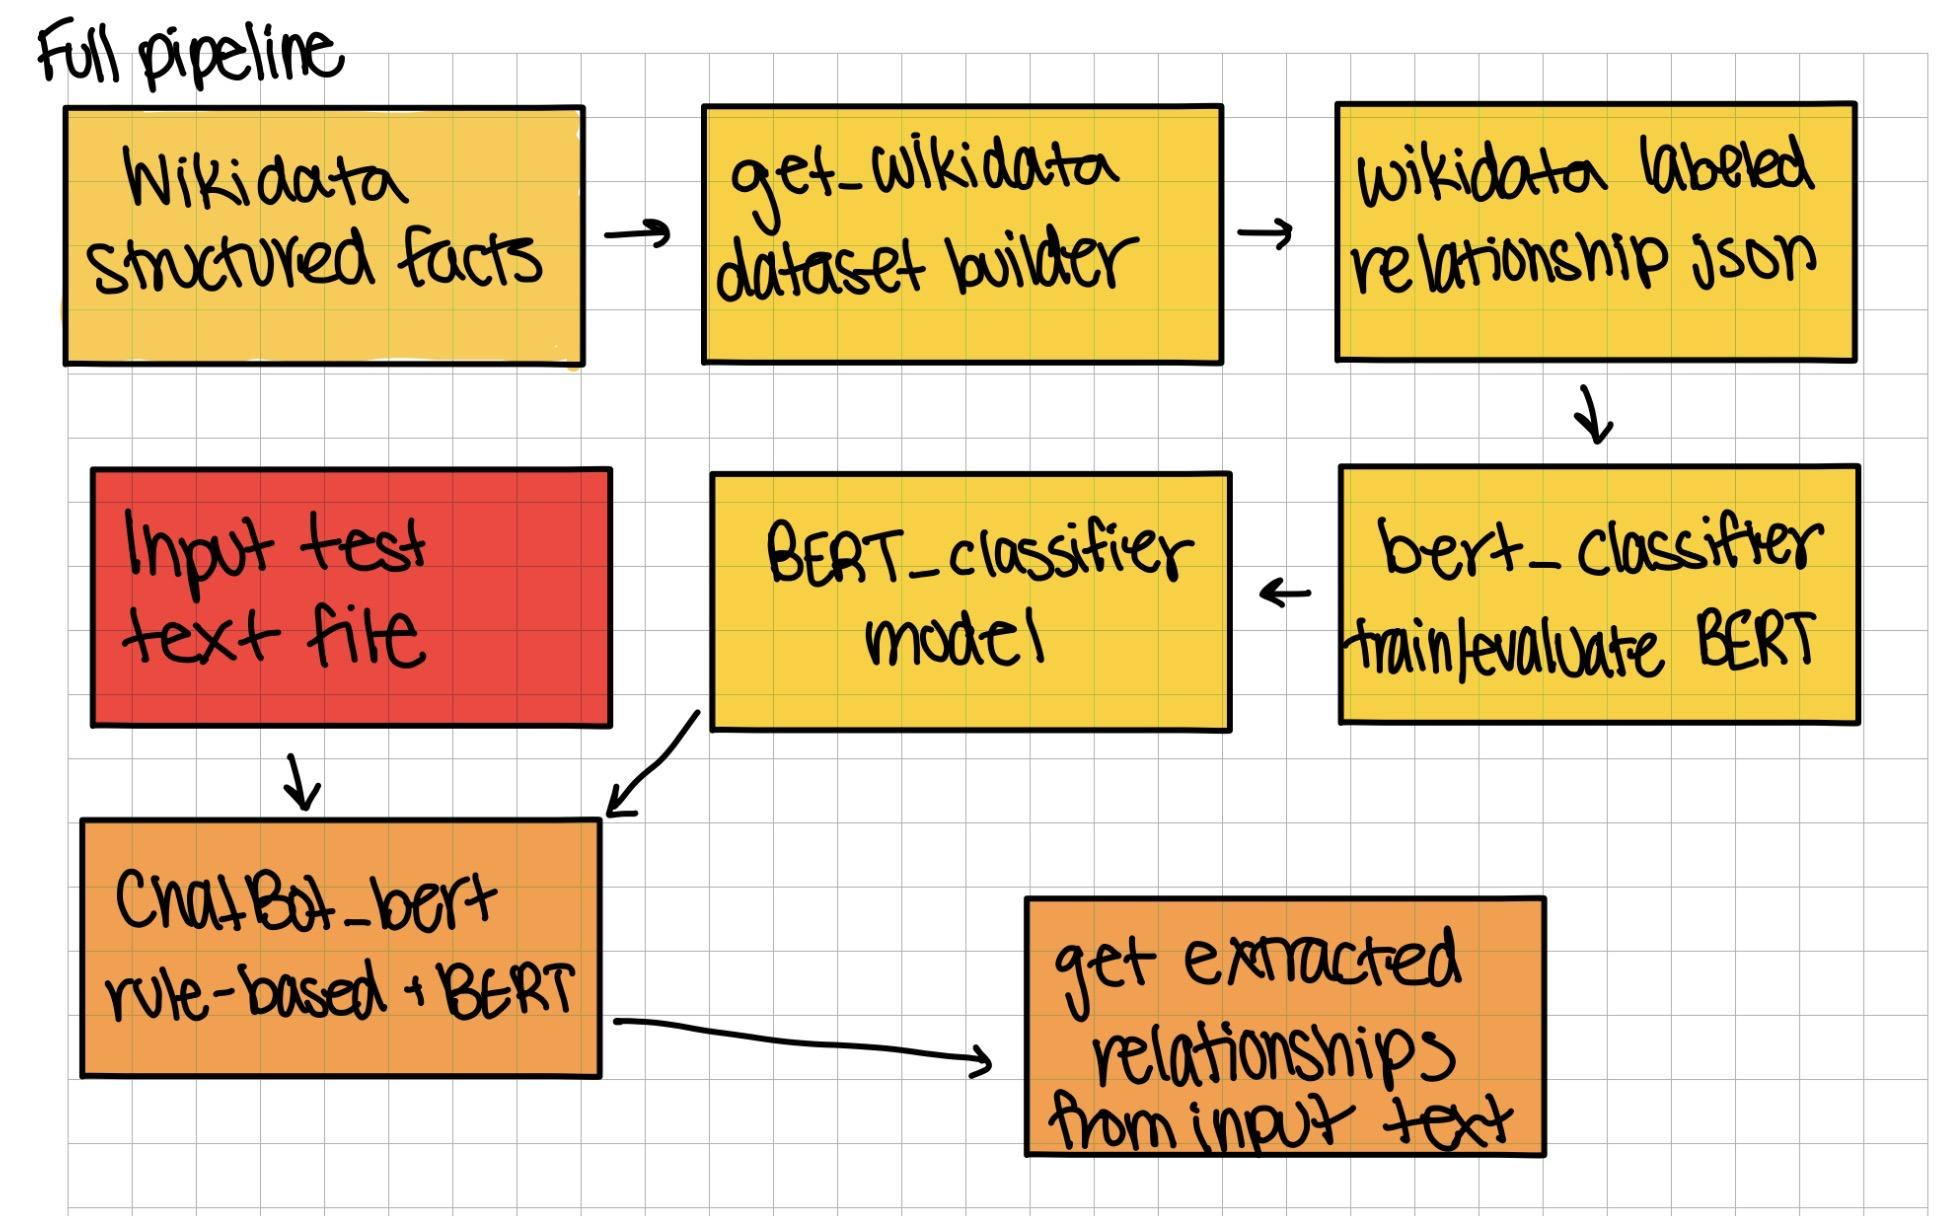 Full pipeline
Wikidata
structured facts
get_wikidata
dataset builder
wikidata labeled
relationship json
Input test
text file
BERT_classifier
model
bert_classifier
train/evaluate BERT
ChatBot_bert
rule-based + BERT
get extracted
relationships
from input text